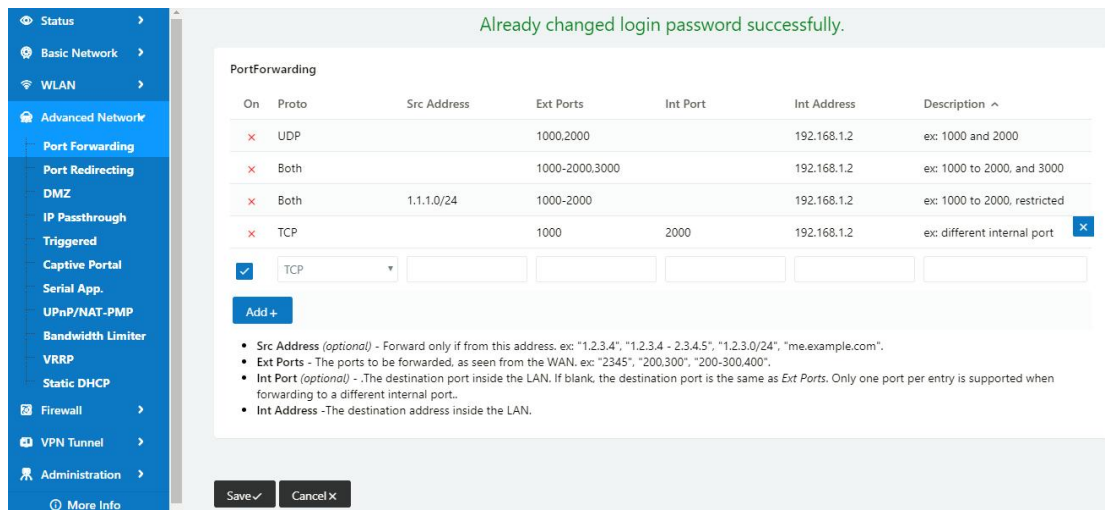 Status
Basic Network
WLAN
Advanced Network
Port Forwarding
Port Redirecting
DMZ
IP Passthrough
Triggered
Captive Portal
Serial App.
UPnP/NAT-PMP
Bandwidth Limiter
VRRP
Static DHCP
Firewall
VPN Tunnel
Administration
More Info
Already changed login password successfully.
PortForwarding
On Proto Src Address Ext Ports Int Port Int Address Description
UDP 1000,2000 192.168.1.2 ex: 1000 and 2000
Both 1000-2000,3000 192.168.1.2 ex: 1000 to 2000, and 3000
Both 1.1.1.0/24 1000-2000 192.168.1.2 ex: 1000 to 2000, restricted
TCP 1000 2000 192.168.1.2 ex: different internal port
TCP
Add +
• Src Address (optional) - Forward only if from this address. ex: "1.2.3.4", "1.2.3.4 - 2.3.4.5", "1.2.3.0/24", "me.example.com".
• Ext Ports - The ports to be forwarded, as seen from the WAN. ex: "2345", "200,300", "200-300,400".
• Int Port (optional) - .The destination port inside the LAN. If blank, the destination port is the same as Ext Ports. Only one port per entry is supported when
forwarding to a different internal port..
• Int Address -The destination address inside the LAN.
Save Cancel